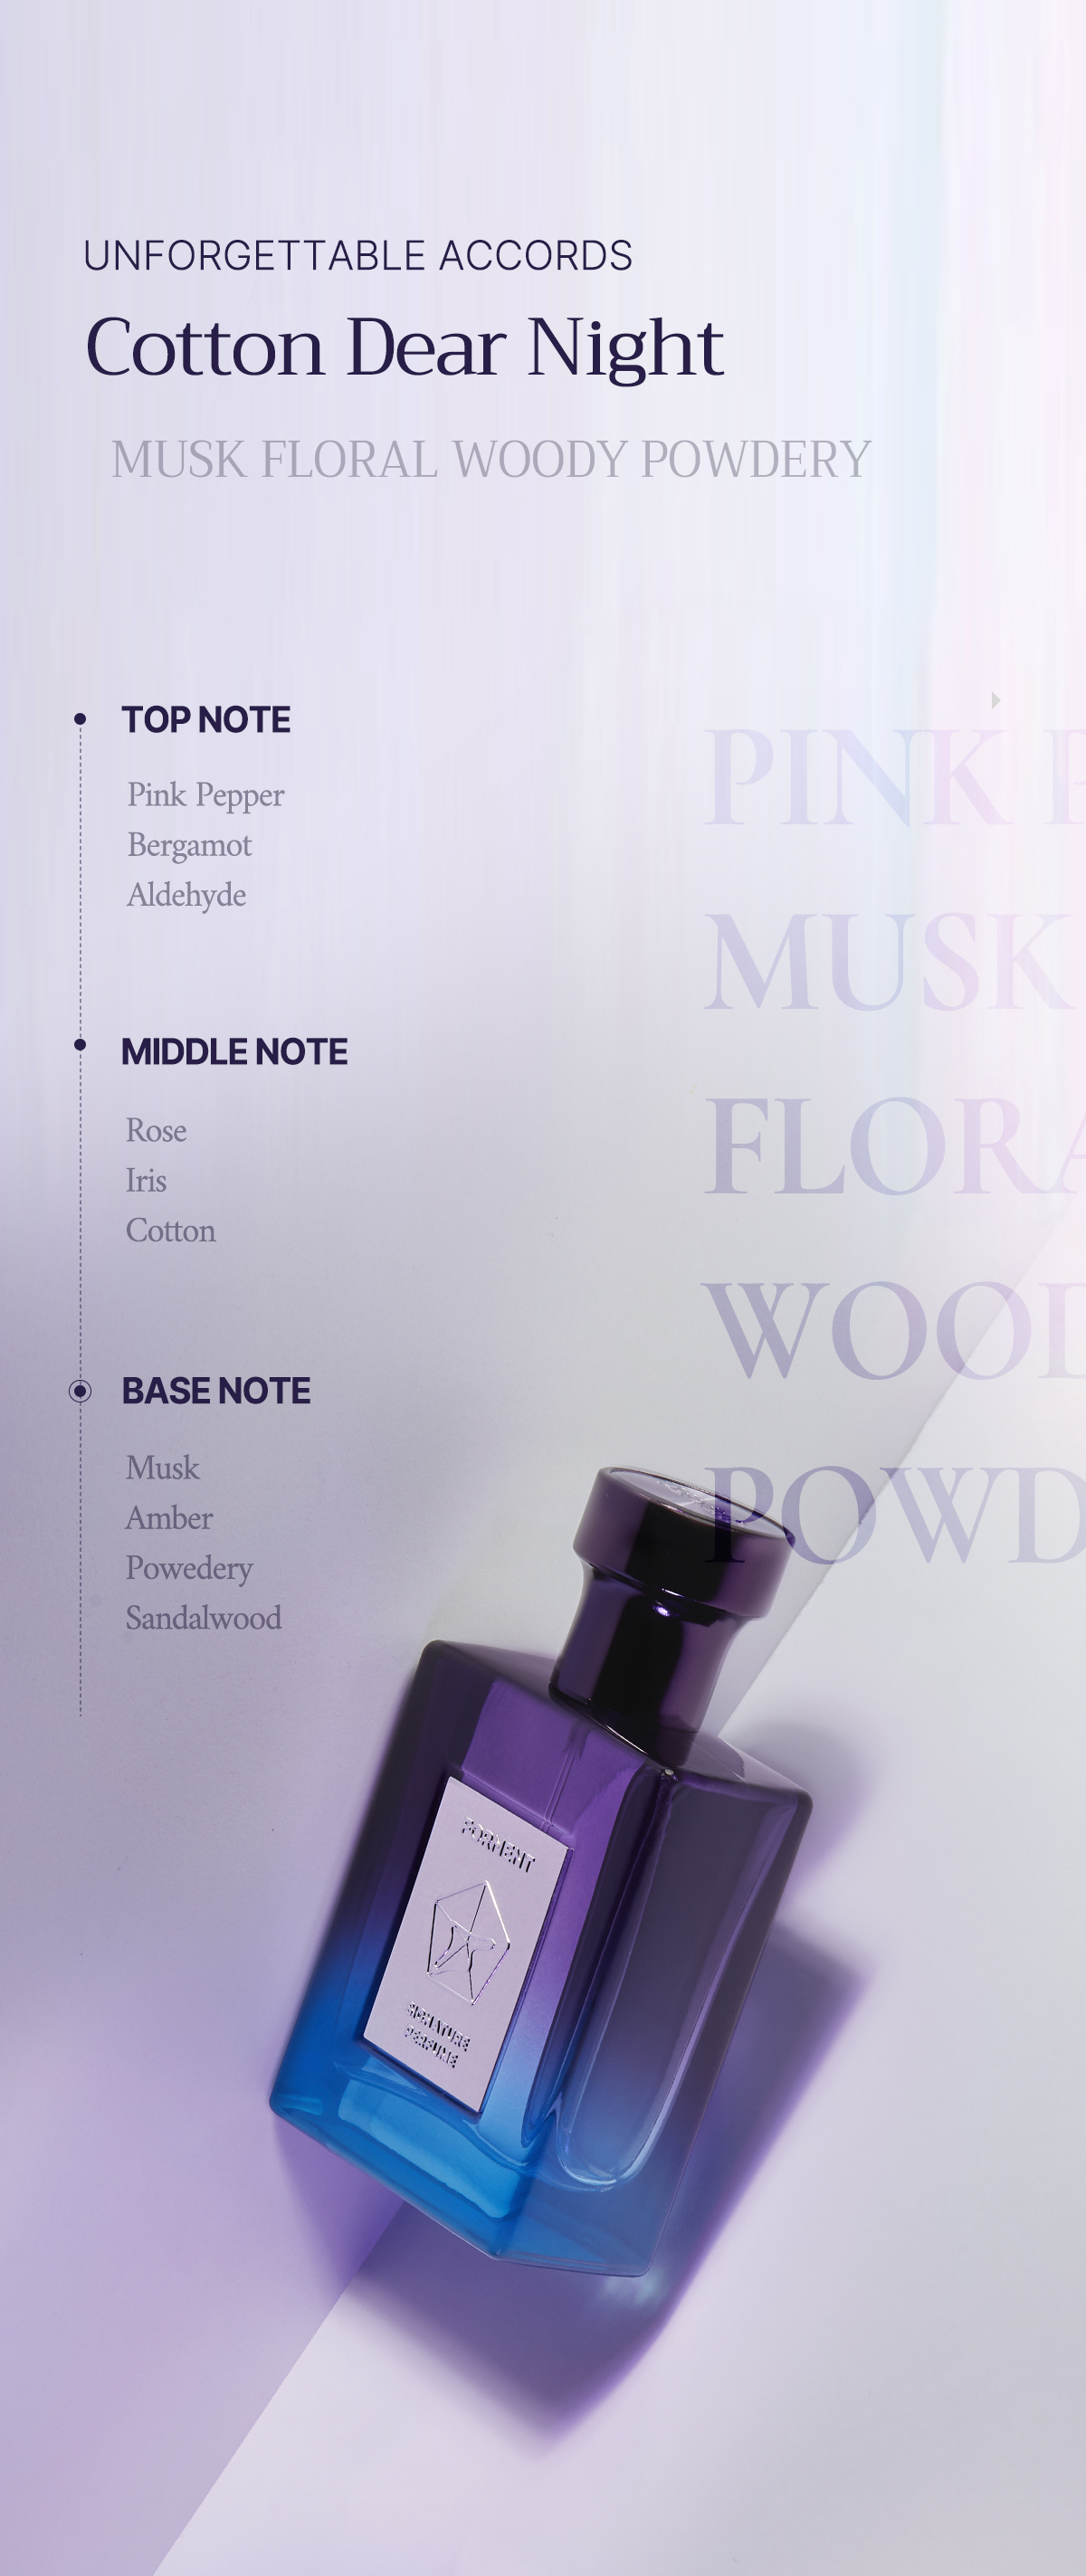 UNFORGETTABLE ACCORDS
Cotton Dear Night
MUSK FLORAL WOODY POWDERY
TOP NOTE
Pink Pepper
Bergamot
Aldehyde
MIDDLE NOTE
Rose
Iris
Cotton
BASE NOTE
Musk
Amber
Powedery
Sandalwood
PINK P
MUSK
FLORA
WOOD
POWD
FORMENT
SIGNATURE
PERFUME